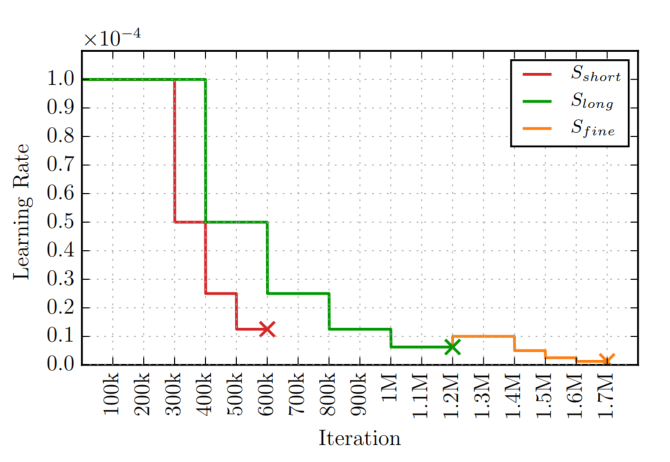 ×10⁻⁴
1.0
0.9
0.8
0.7
0.6
0.5
0.4
0.3
0.2
0.1
0.0
Learning Rate
S_short
S_long
S_fine
100k 200k 300k 400k 500k 600k 700k 800k 900k 1M 1.1M 1.2M 1.3M 1.4M 1.5M 1.6M 1.7M
Iteration